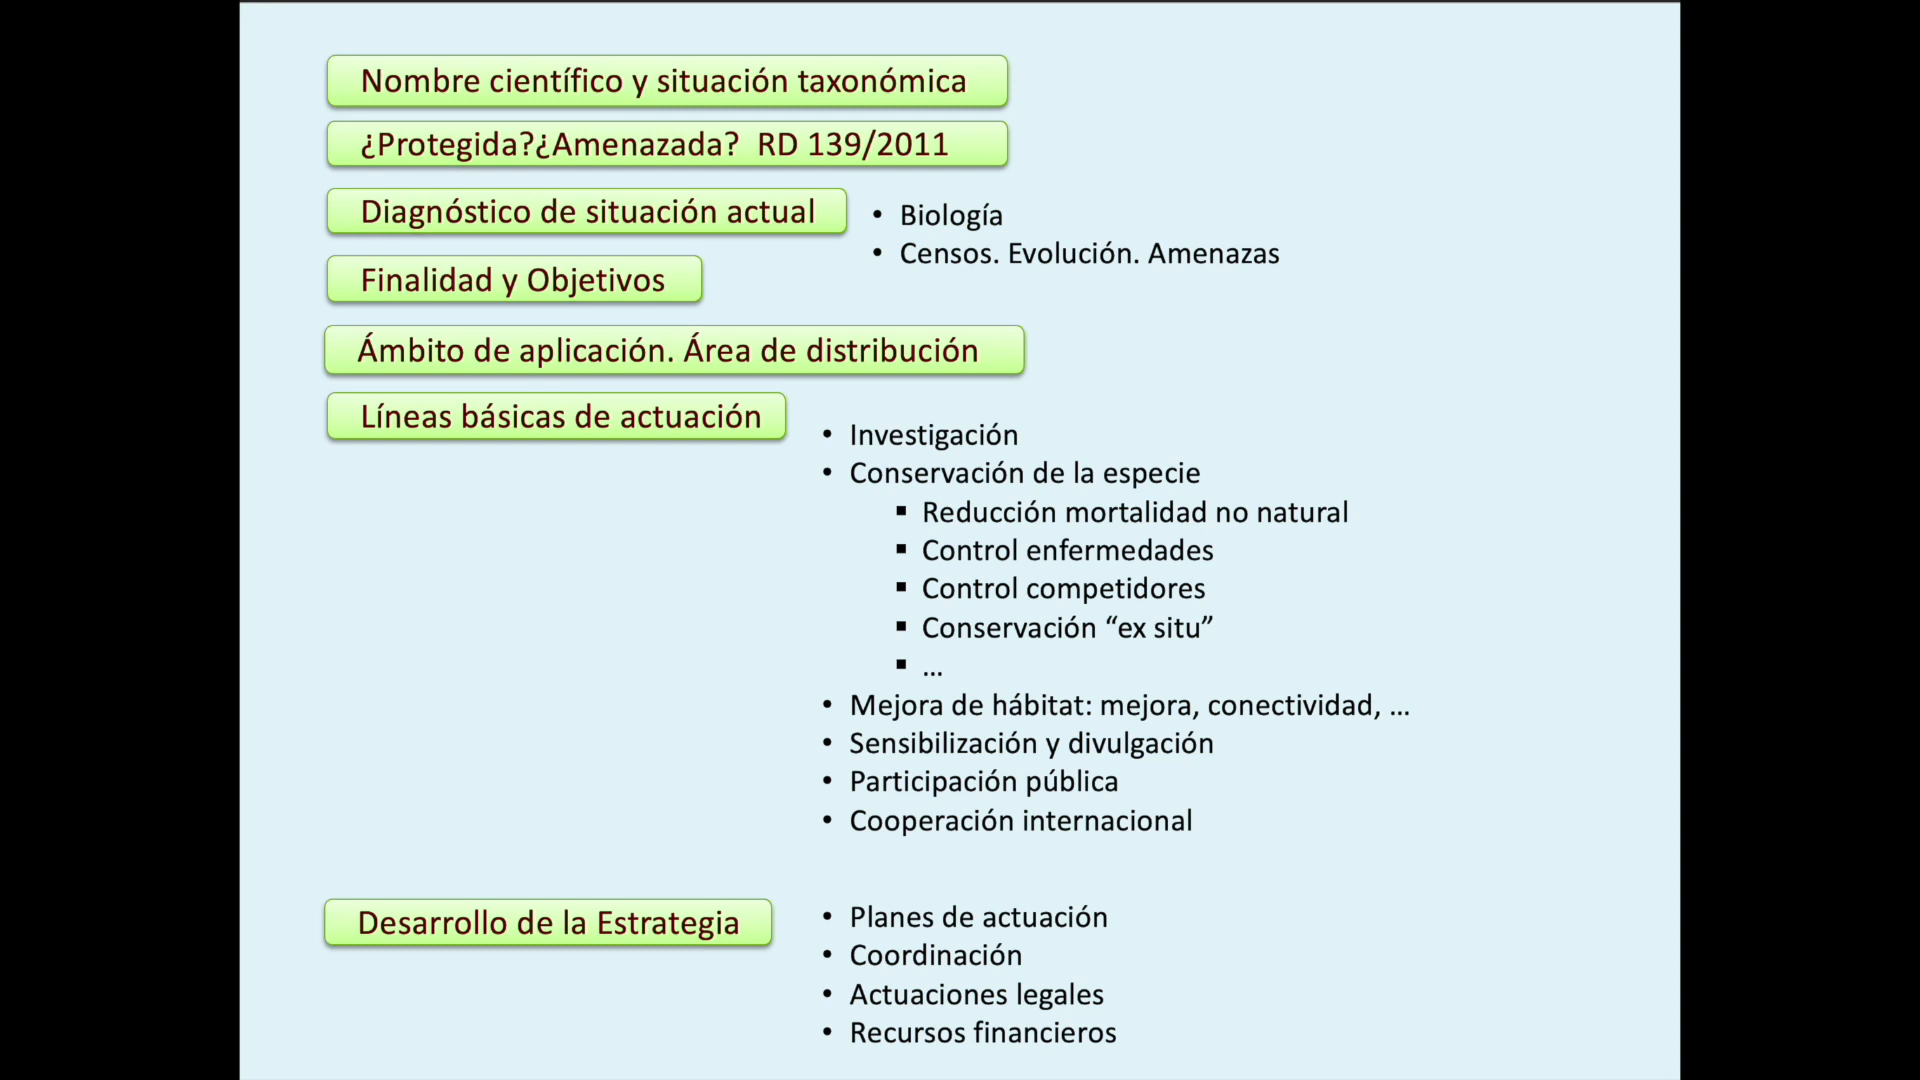 Nombre científico y situación taxonómica
¿Protegida?¿Amenazada?  RD 139/2011
Diagnóstico de situación actual
• Biología
• Censos. Evolución. Amenazas
Finalidad y Objetivos
Ámbito de aplicación. Área de distribución
Líneas básicas de actuación
• Investigación
• Conservación de la especie
▪ Reducción mortalidad no natural
▪ Control enfermedades
▪ Control competidores
▪ Conservación “ex situ”
▪ ...
• Mejora de hábitat: mejora, conectividad, ...
• Sensibilización y divulgación
• Participación pública
• Cooperación internacional
Desarrollo de la Estrategia
• Planes de actuación
• Coordinación
• Actuaciones legales
• Recursos financieros